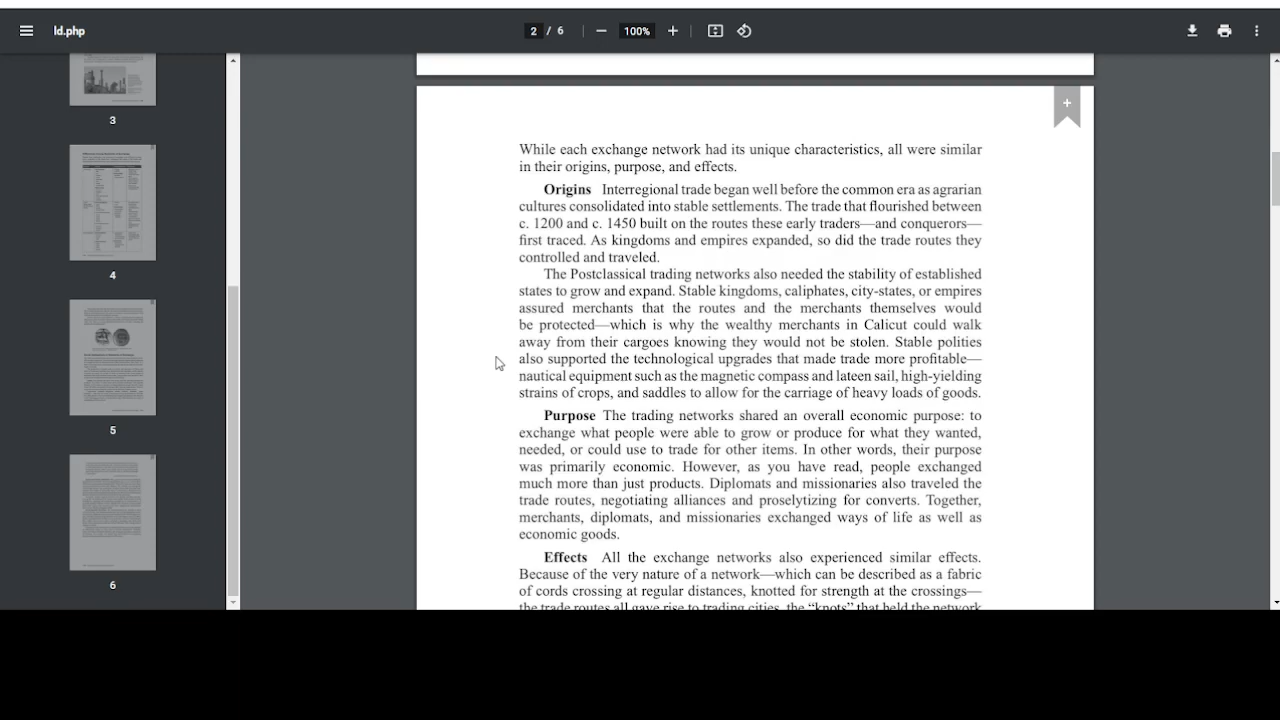 ld.php
2 / 6
100%
3
4
5
6
While each exchange network had its unique characteristics, all were similar
in their origins, purpose, and effects.
Origins Interregional trade began well before the common era as agrarian
cultures consolidated into stable settlements. The trade that flourished between
c. 1200 and c. 1450 built on the routes these early traders—and conquerors—
first traced. As kingdoms and empires expanded, so did the trade routes they
controlled and traveled.
The Postclassical trading networks also needed the stability of established
states to grow and expand. Stable kingdoms, caliphates, city-states, or empires
assured merchants that the routes and the merchants themselves would
be protected—which is why the wealthy merchants in Calicut could walk
away from their cargoes knowing they would not be stolen. Stable polities
also supported the technological upgrades that made trade more profitable—
nautical equipment such as the magnetic compass and lateen sail, high-yielding
strains of crops, and saddles to allow for the carriage of heavy loads of goods.
Purpose The trading networks shared an overall economic purpose: to
exchange what people were able to grow or produce for what they wanted,
needed, or could use to trade for other items. In other words, their purpose
was primarily economic. However, as you have read, people exchanged
much more than just products. Diplomats and missionaries also traveled the
trade routes, negotiating alliances and proselytizing for converts. Together,
merchants, diplomats, and missionaries exchanged ways of life as well as
economic goods.
Effects All the exchange networks also experienced similar effects.
Because of the very nature of a network—which can be described as a fabric
of cords crossing at regular distances, knotted for strength at the crossings—
the trade routes all gave rise to trading cities, the “knots” that held the network